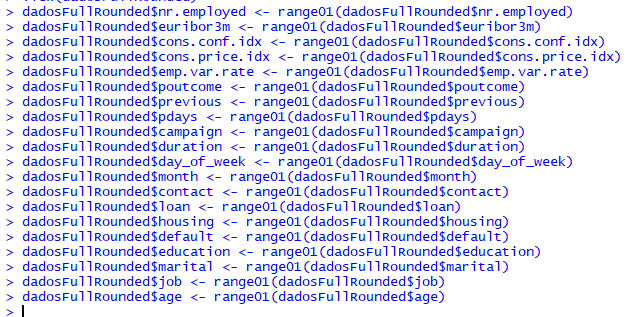 > dadosFullRounded$nr.employed <- range01(dadosFullRounded$nr.employed)
> dadosFullRounded$euribor3m <- range01(dadosFullRounded$euribor3m)
> dadosFullRounded$cons.conf.idx <- range01(dadosFullRounded$cons.conf.idx)
> dadosFullRounded$cons.price.idx <- range01(dadosFullRounded$cons.price.idx)
> dadosFullRounded$emp.var.rate <- range01(dadosFullRounded$emp.var.rate)
> dadosFullRounded$poutcome <- range01(dadosFullRounded$poutcome)
> dadosFullRounded$previous <- range01(dadosFullRounded$previous)
> dadosFullRounded$pdays <- range01(dadosFullRounded$pdays)
> dadosFullRounded$campaign <- range01(dadosFullRounded$campaign)
> dadosFullRounded$duration <- range01(dadosFullRounded$duration)
> dadosFullRounded$day_of_week <- range01(dadosFullRounded$day_of_week)
> dadosFullRounded$month <- range01(dadosFullRounded$month)
> dadosFullRounded$contact <- range01(dadosFullRounded$contact)
> dadosFullRounded$loan <- range01(dadosFullRounded$loan)
> dadosFullRounded$housing <- range01(dadosFullRounded$housing)
> dadosFullRounded$default <- range01(dadosFullRounded$default)
> dadosFullRounded$education <- range01(dadosFullRounded$education)
> dadosFullRounded$marital <- range01(dadosFullRounded$marital)
> dadosFullRounded$job <- range01(dadosFullRounded$job)
> dadosFullRounded$age <- range01(dadosFullRounded$age)
>